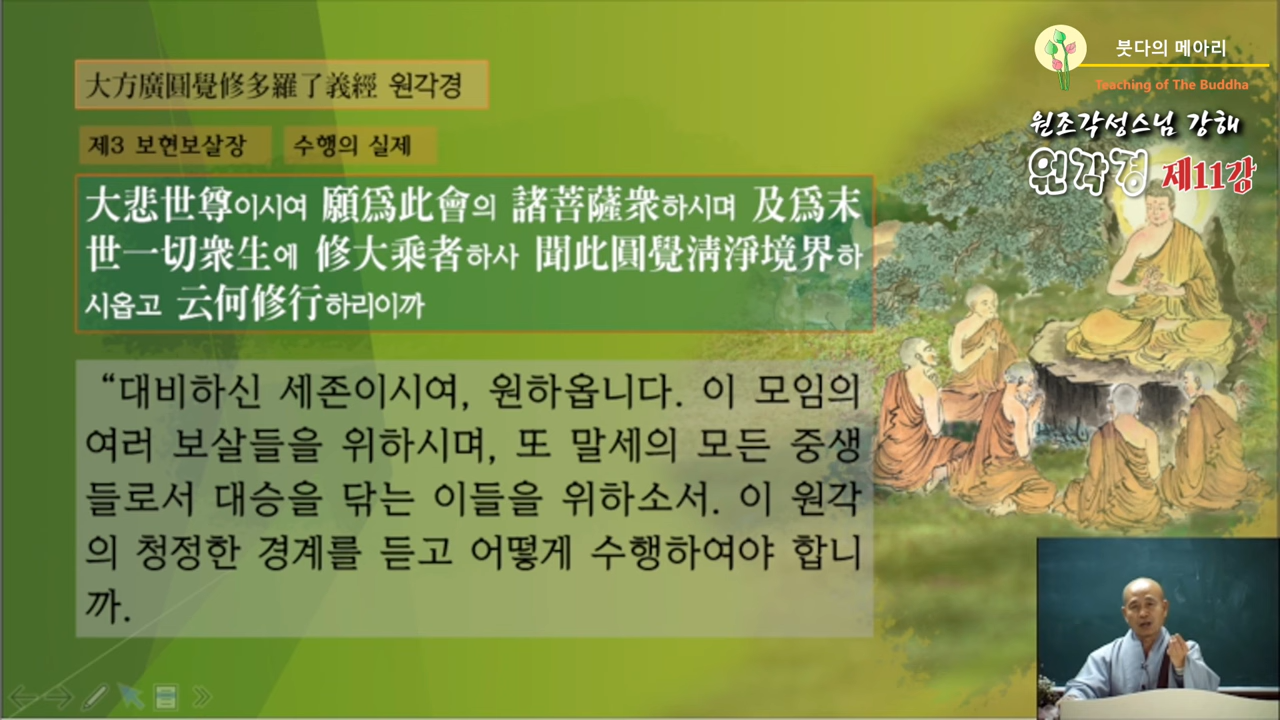 大方廣圓覺修多羅了義經 원각경
제3 보현보살장
수행의 실제
大悲世尊이시여 願爲此會의 諸菩薩衆하시며 及爲末
世一切衆生에 修大乘者하사 聞此圓覺淸淨境界하
시옵고 云何修行하리이까
“대비하신 세존이시여, 원하옵니다. 이 모임의
여러 보살들을 위하시며, 또 말세의 모든 중생
들로서 대승을 닦는 이들을 위하소서. 이 원각
의 청정한 경계를 듣고 어떻게 수행하여야 합니
까.
붓다의 메아리
Teaching of The Buddha
원조각성스님 강해
원각경 제11강